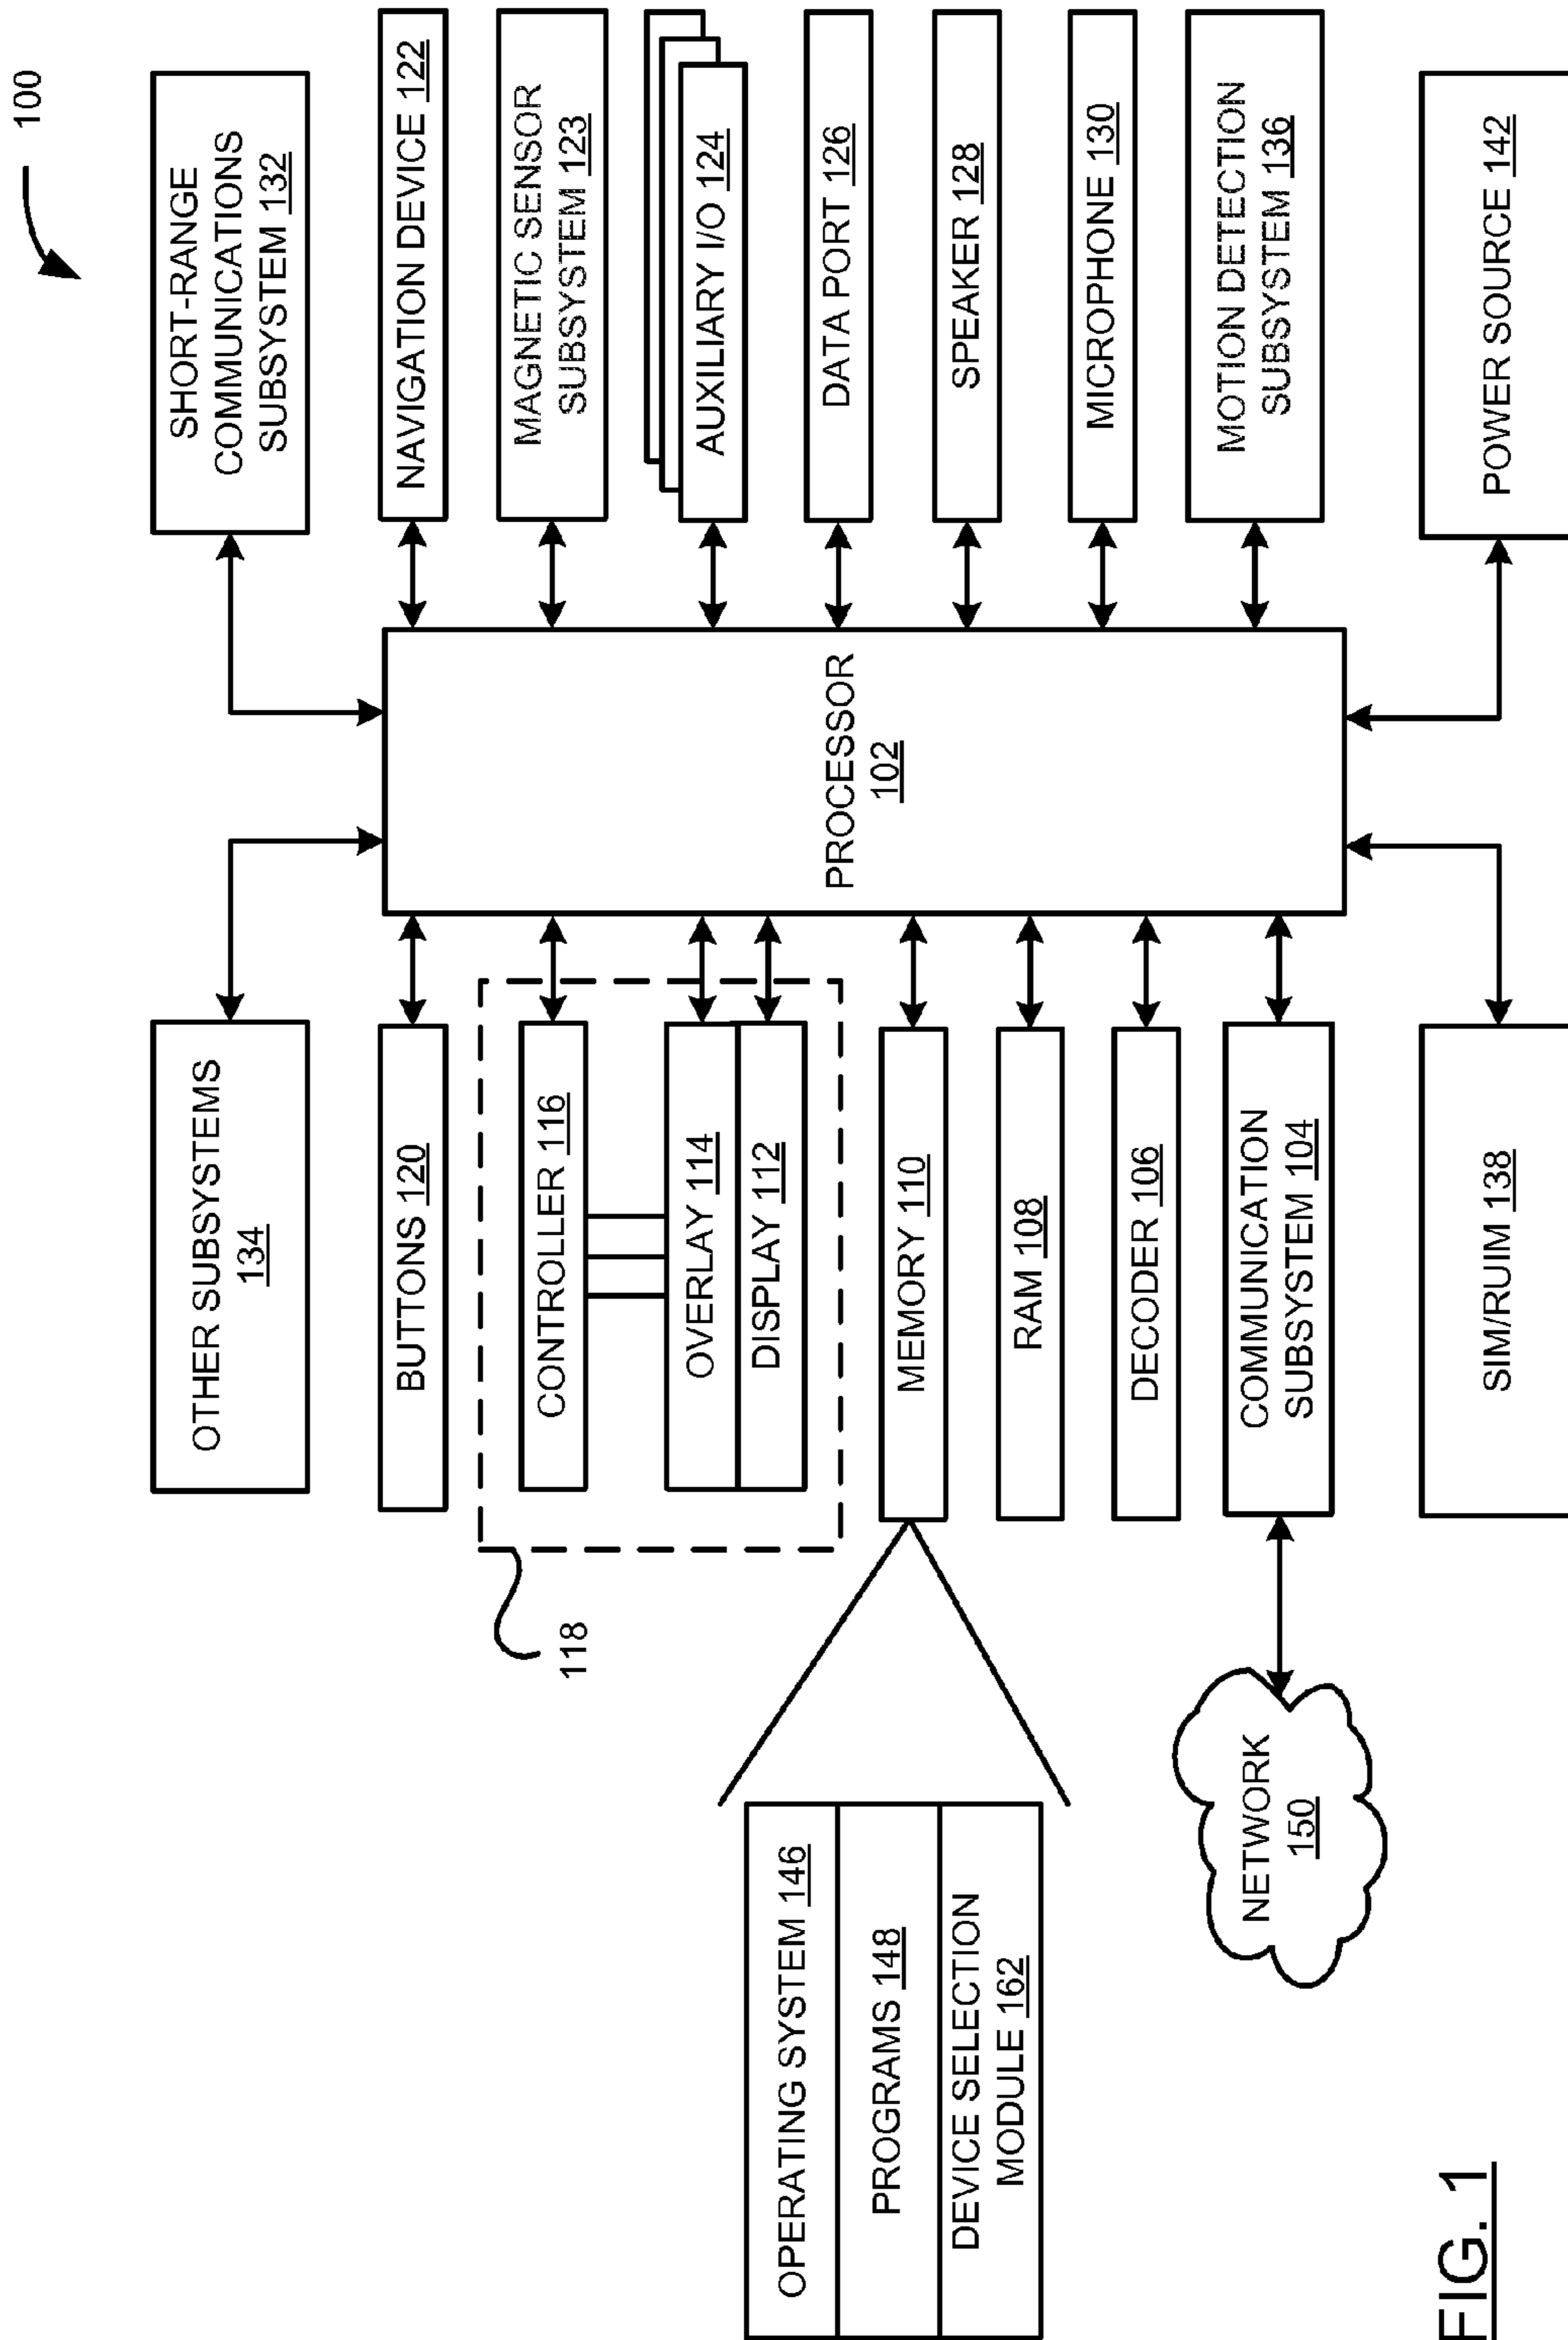 100
OTHER SUBSYSTEMS
134
SHORT-RANGE
COMMUNICATIONS
SUBSYSTEM 132
BUTTONS 120
NAVIGATION DEVICE 122
CONTROLLER 116
MAGNETIC SENSOR
SUBSYSTEM 123
118
OVERLAY 114
AUXILIARY I/O 124
DISPLAY 112
PROCESSOR
102
DATA PORT 126
OPERATING SYSTEM 146
PROGRAMS 148
DEVICE SELECTION
MODULE 162
MEMORY 110
SPEAKER 128
RAM 108
MICROPHONE 130
DECODER 106
NETWORK
150
COMMUNICATION
SUBSYSTEM 104
MOTION DETECTION
SUBSYSTEM 136
SIM/RUIM 138
POWER SOURCE 142
FIG. 1